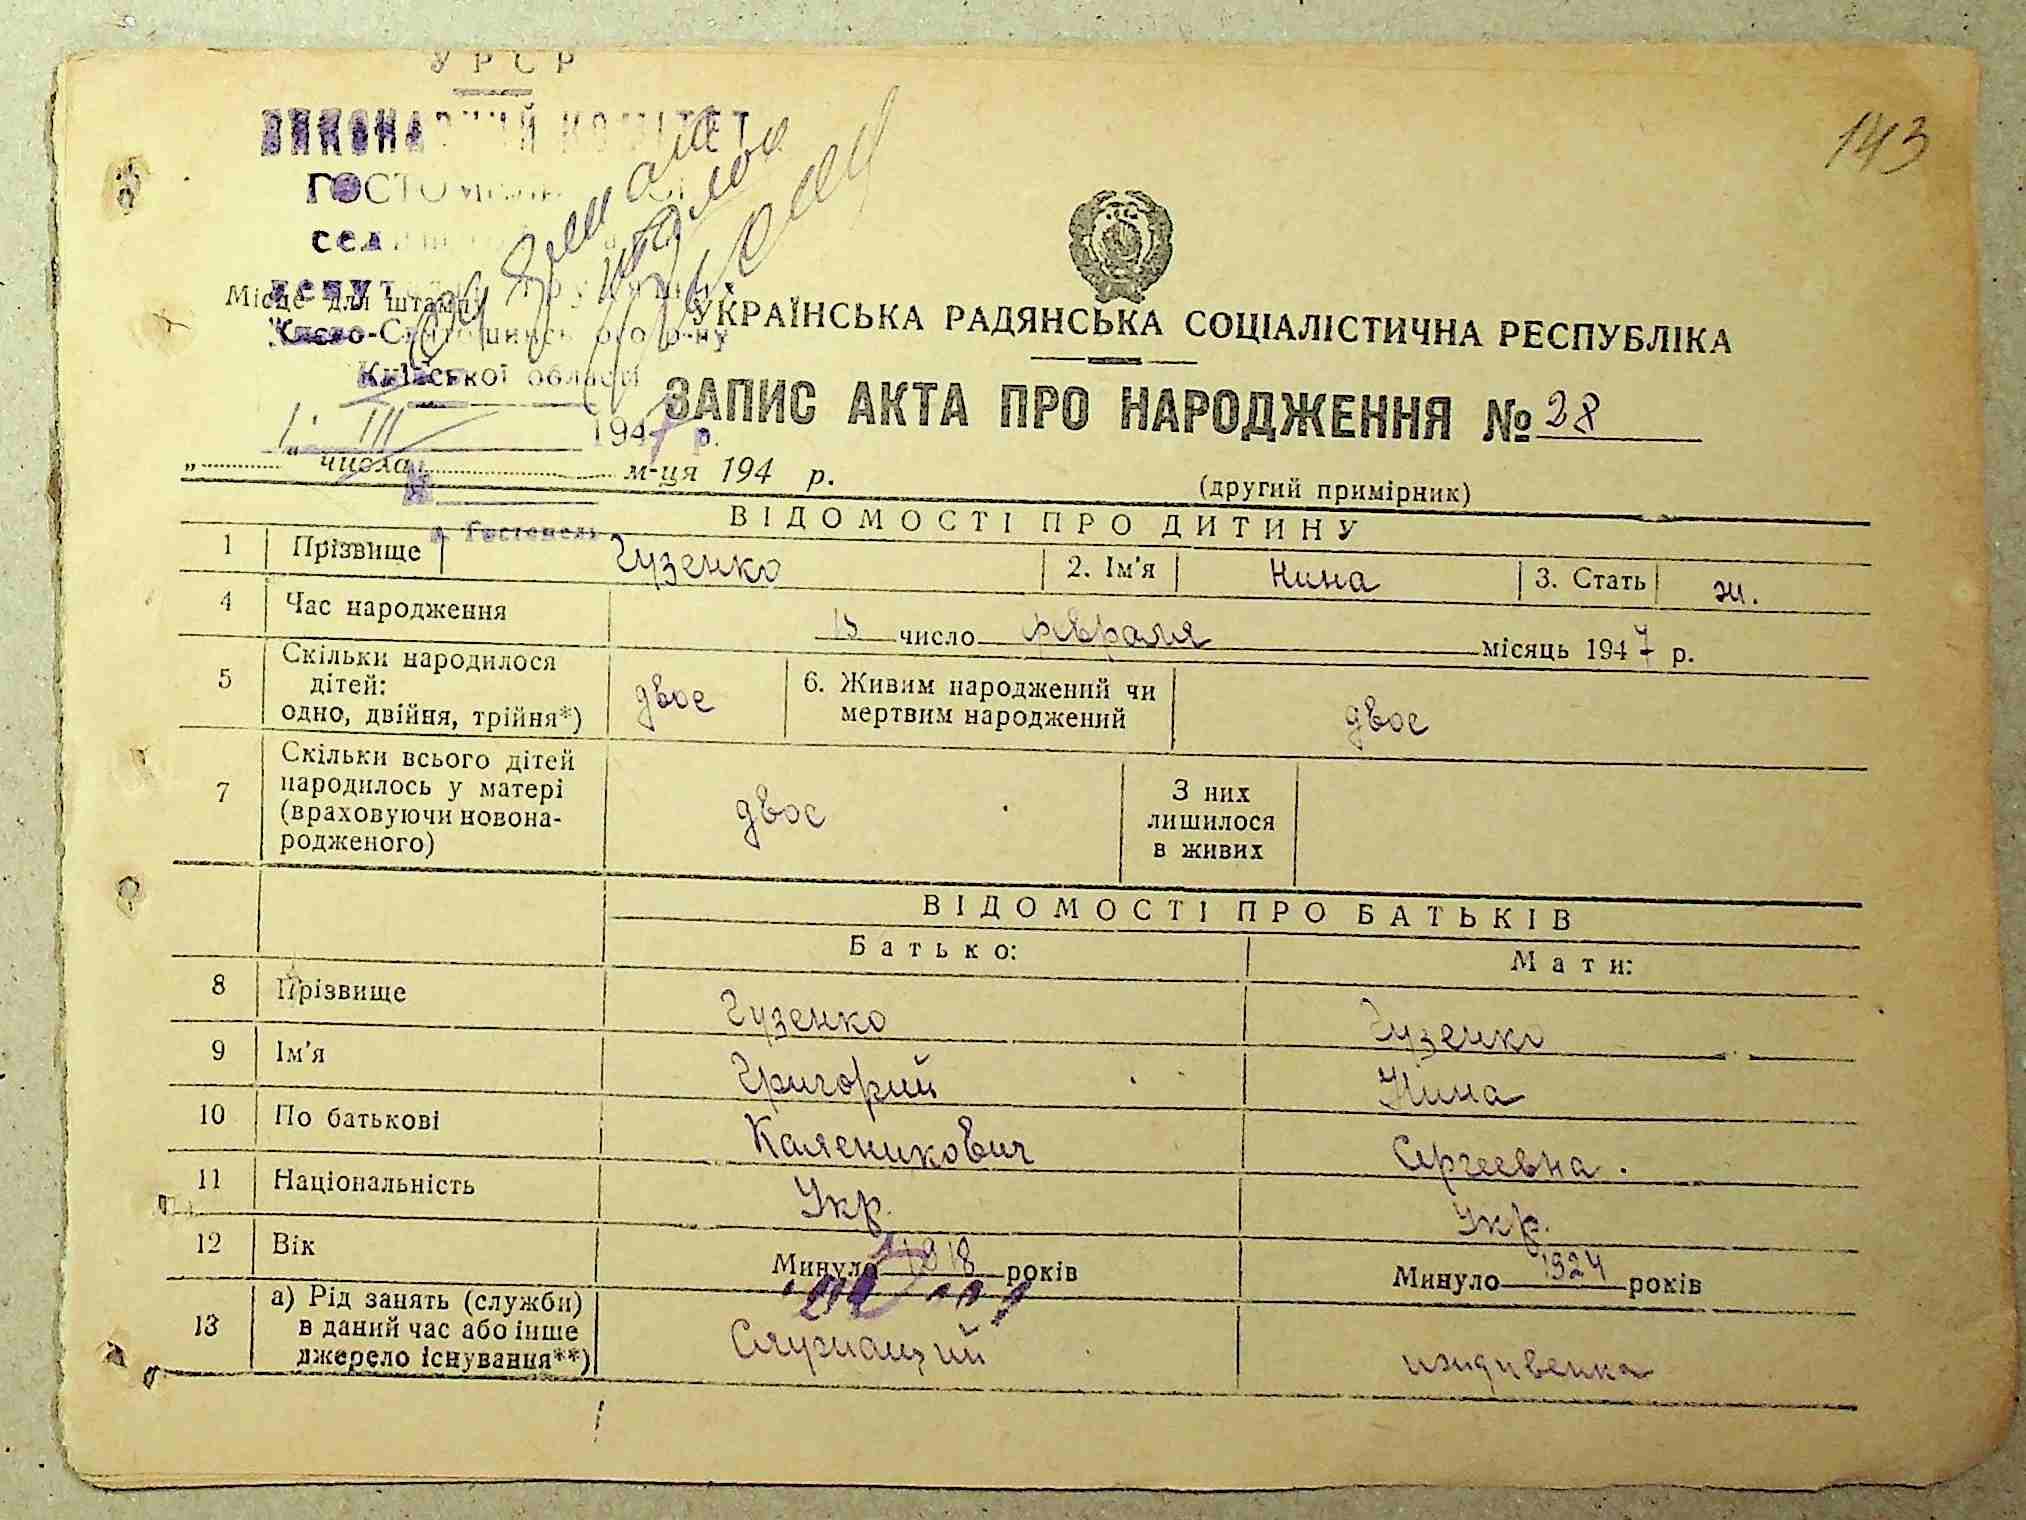 УРСР
143
ВИКОНАВЧИЙ КОМІТЕТ
Місце для штампа
Києво-Святошинського р-ну
УКРАЇНСЬКА РАДЯНСЬКА СОЦІАЛІСТИЧНА РЕСПУБЛІКА
Київської області
ЗАПИС АКТА ПРО НАРОДЖЕННЯ № 28
1. III 1947 р.
„ “ числа м-ця 194 р.
(другий примірник)
с. Гостомель
ВІДОМОСТІ ПРО ДИТИНУ
1 Прізвище Гузенко 2. Ім'я Нина 3. Стать ж.
4 Час народження 15 число февраля місяць 1947 р.
5 Скільки народилося дітей: одно, двійня, трійня*) двое 6. Живим народжений чи мертвим народжений двое
7 Скільки всього дітей народилось у матері (враховуючи новонародженого) двое З них лишилося в живих
ВІДОМОСТІ ПРО БАТЬКІВ
Батько: Мати:
8 Прізвище Гузенко Гузенко
9 Ім'я Григорий Нина
10 По батькові Каленикович Сергеевна.
11 Національність Укр. Укр.
12 Вік Минуло 1918 років Минуло 1924 років
13 а) Рід занять (служби) в даний час або інше джерело існування**) Служащий иждивенка